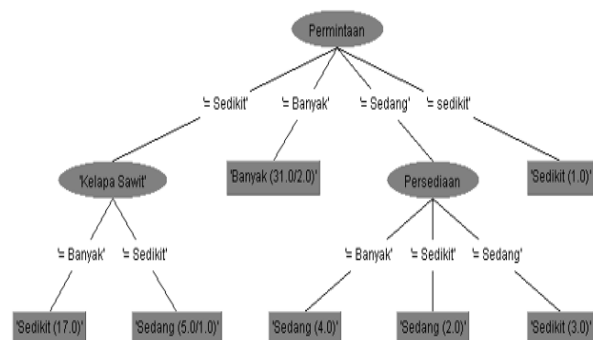 Permintaan
'= Sedikit'
'= Banyak'
'= Sedang'
'= sedikit'
'Kelapa Sawit'
'Banyak (31.0/2.0)'
Persediaan
'Sedikit (1.0)'
'= Banyak'
'= Sedikit'
'= Banyak'
'= Sedikit'
'= Sedang'
'Sedikit (17.0)'
'Sedang (5.0/1.0)'
'Sedang (4.0)'
'Sedang (2.0)'
'Sedikit (3.0)'